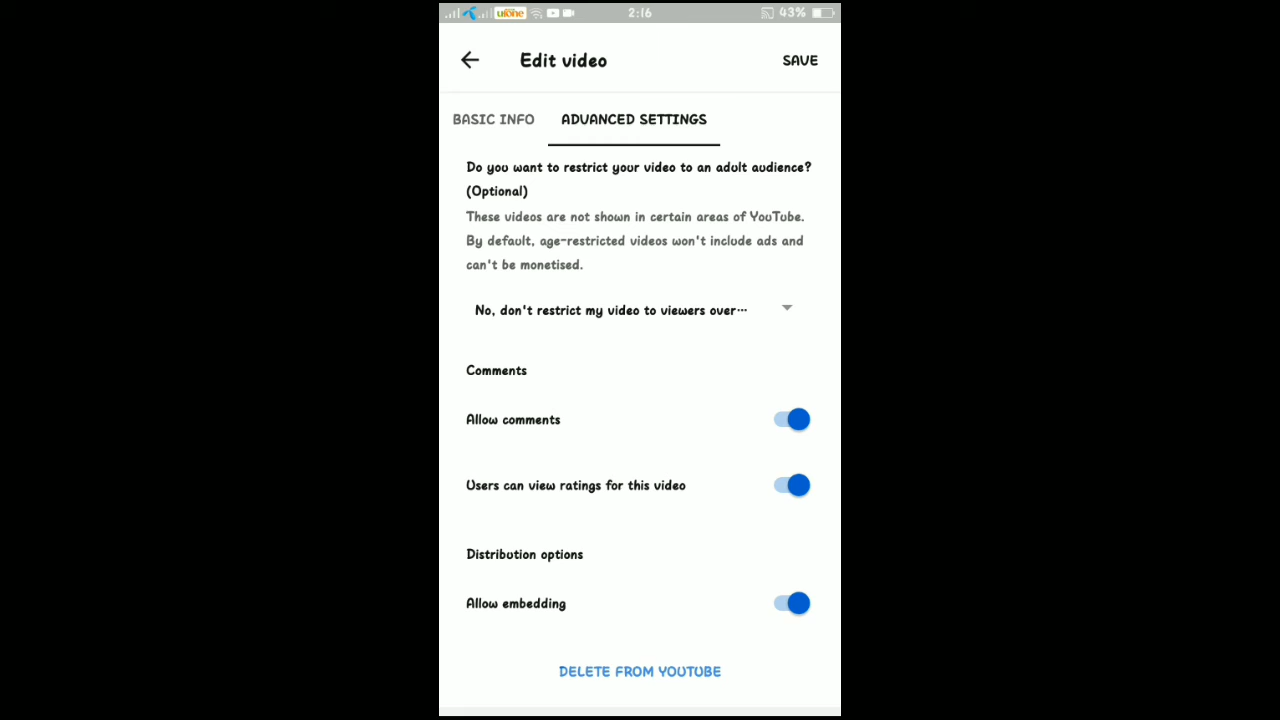 ufone 2:16 43%
Edit video SAVE
BASIC INFO ADVANCED SETTINGS
Do you want to restrict your video to an adult audience?
(Optional)
These videos are not shown in certain areas of YouTube.
By default, age-restricted videos won't include ads and
can't be monetised.
No, don't restrict my video to viewers over...
Comments
Allow comments
Users can view ratings for this video
Distribution options
Allow embedding
DELETE FROM YOUTUBE